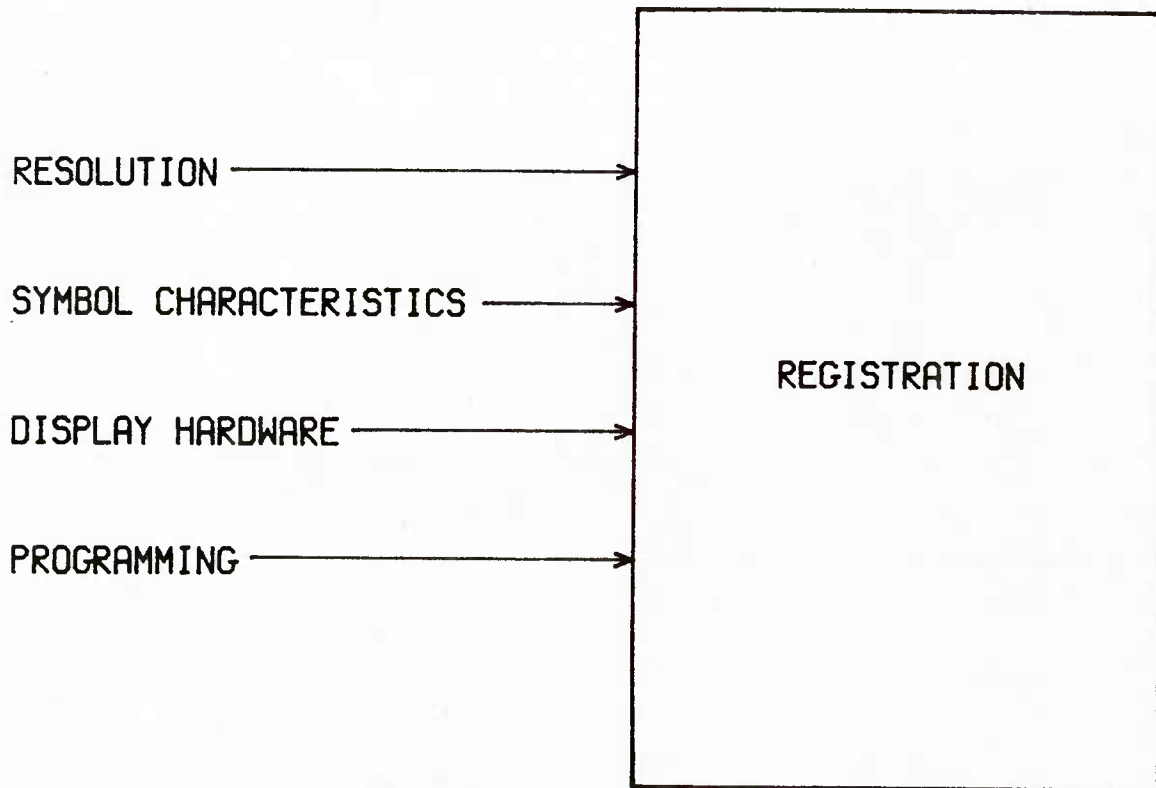 RESOLUTION
SYMBOL CHARACTERISTICS
REGISTRATION
DISPLAY HARDWARE
PROGRAMMING